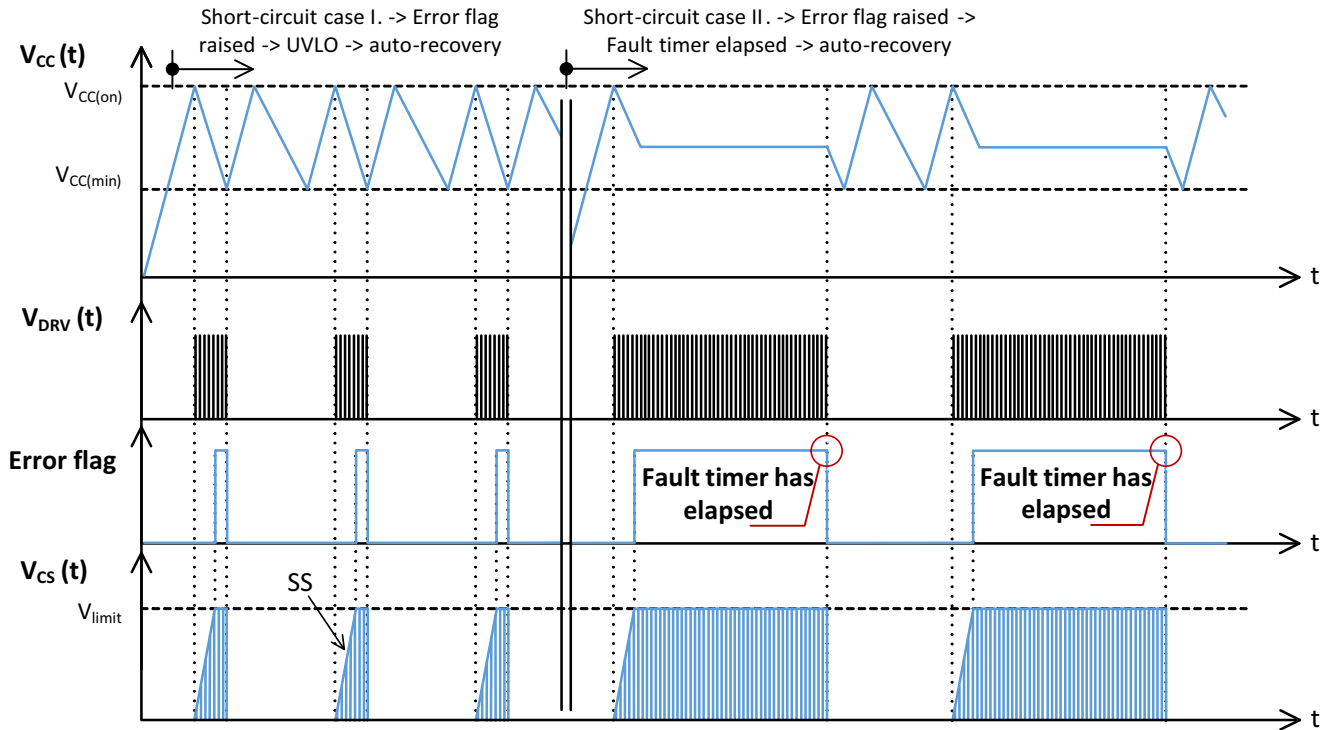 Short-circuit case I. -> Error flag
raised -> UVLO -> auto-recovery
Short-circuit case II. -> Error flag raised ->
Fault timer elapsed -> auto-recovery
VCC (t)
VCC(on)
VCC(min)
t
VDRV (t)
t
Error flag
Fault timer has
elapsed
Fault timer has
elapsed
t
VCS (t)
SS
Vlimit
t